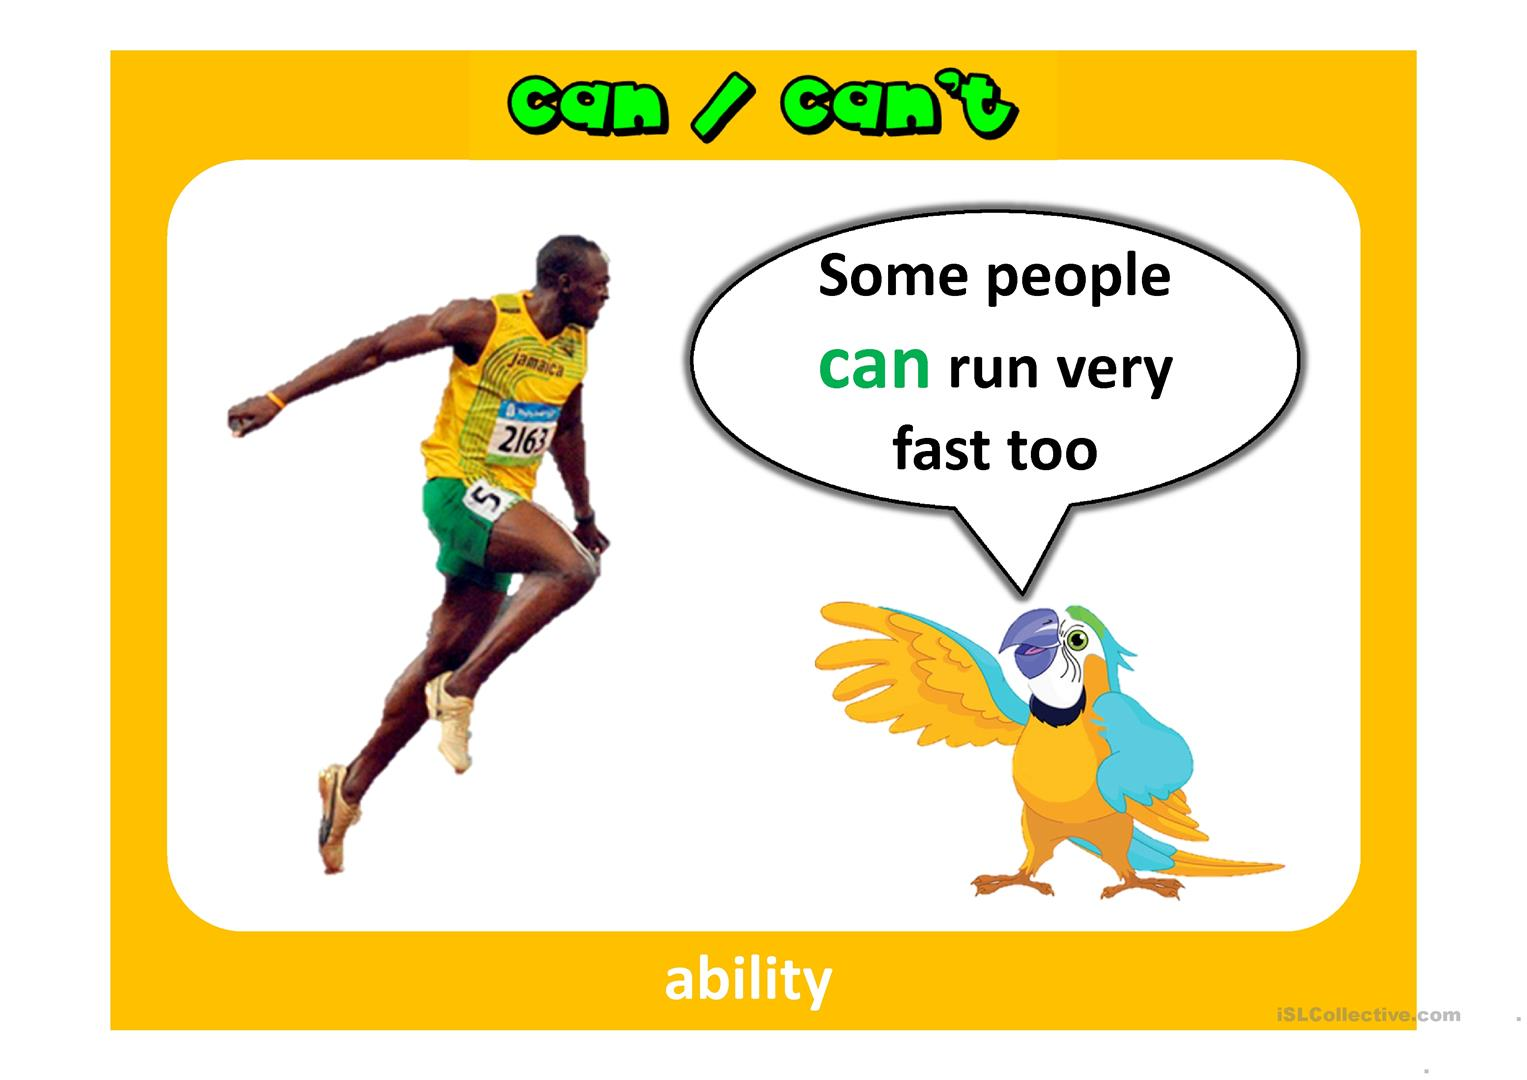 can / can't
Some people
can run very
fast too
jamaica
2163
5
ability
iSLCollective.com